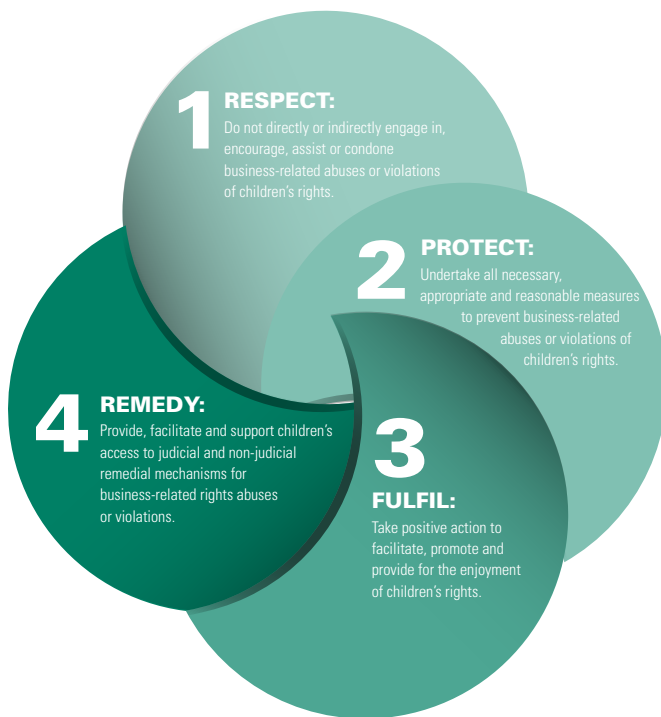 1
RESPECT:
Do not directly or indirectly engage in,
encourage, assist or condone
business-related abuses or violations
of children’s rights.
2
PROTECT:
Undertake all necessary,
appropriate and reasonable measures
to prevent business-related
abuses or violations of
children’s rights.
3
FULFIL:
Take positive action to
facilitate, promote and
provide for the enjoyment
of children’s rights.
4
REMEDY:
Provide, facilitate and support children’s
access to judicial and non-judicial
remedial mechanisms for
business-related rights abuses
or violations.